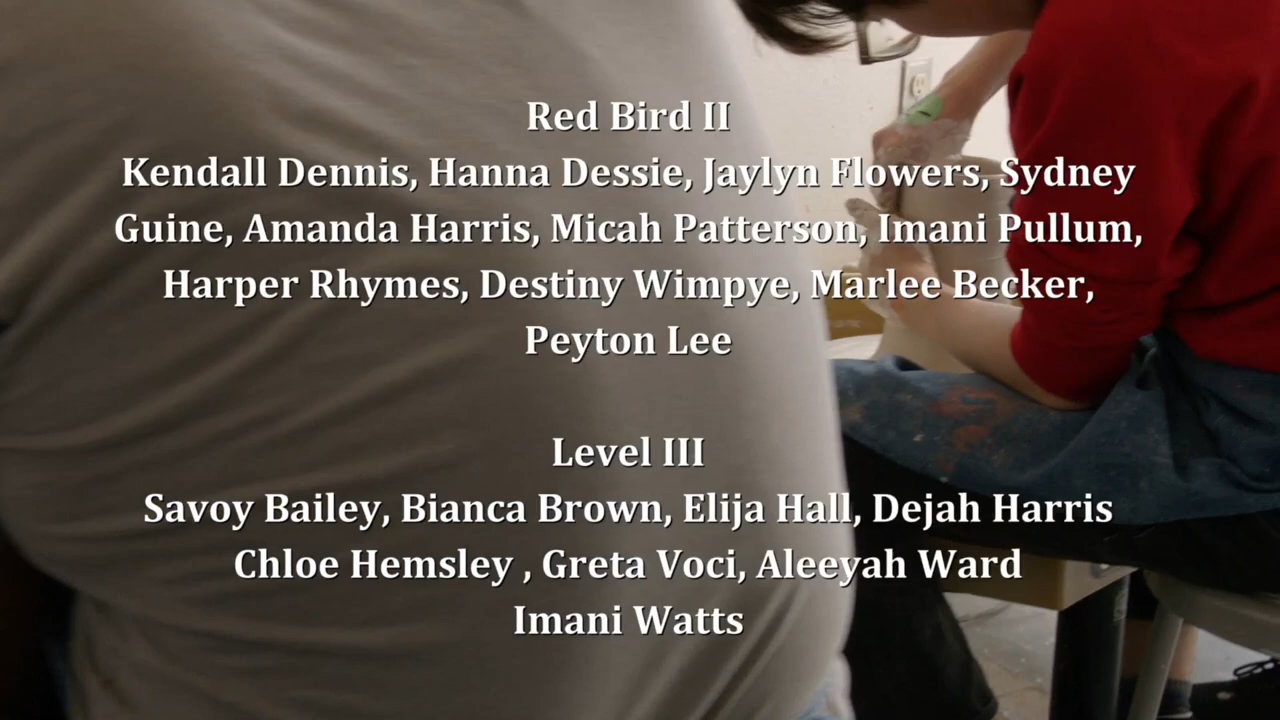 Red Bird II
Kendall Dennis, Hanna Dessie, Jaylyn Flowers, Sydney
Guine, Amanda Harris, Micah Patterson, Imani Pullum,
Harper Rhymes, Destiny Wimpye, Marlee Becker,
Peyton Lee
Level III
Savoy Bailey, Bianca Brown, Elija Hall, Dejah Harris
Chloe Hemsley , Greta Voci, Aleeyah Ward
Imani Watts